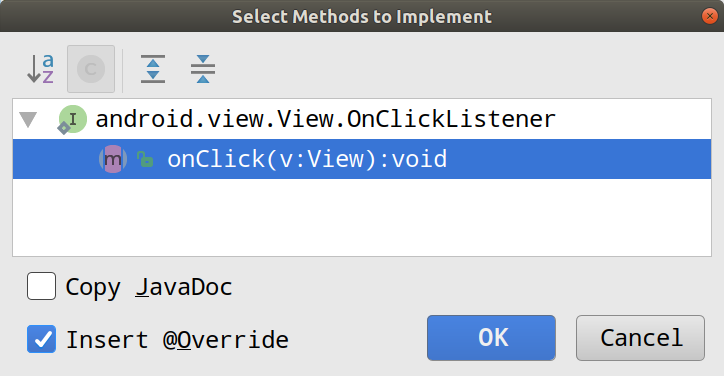 Select Methods to Implement
a
z
C
I android.view.View.OnClickListener
m onClick(v:View):void
Copy JavaDoc
Insert @Override
OK
Cancel